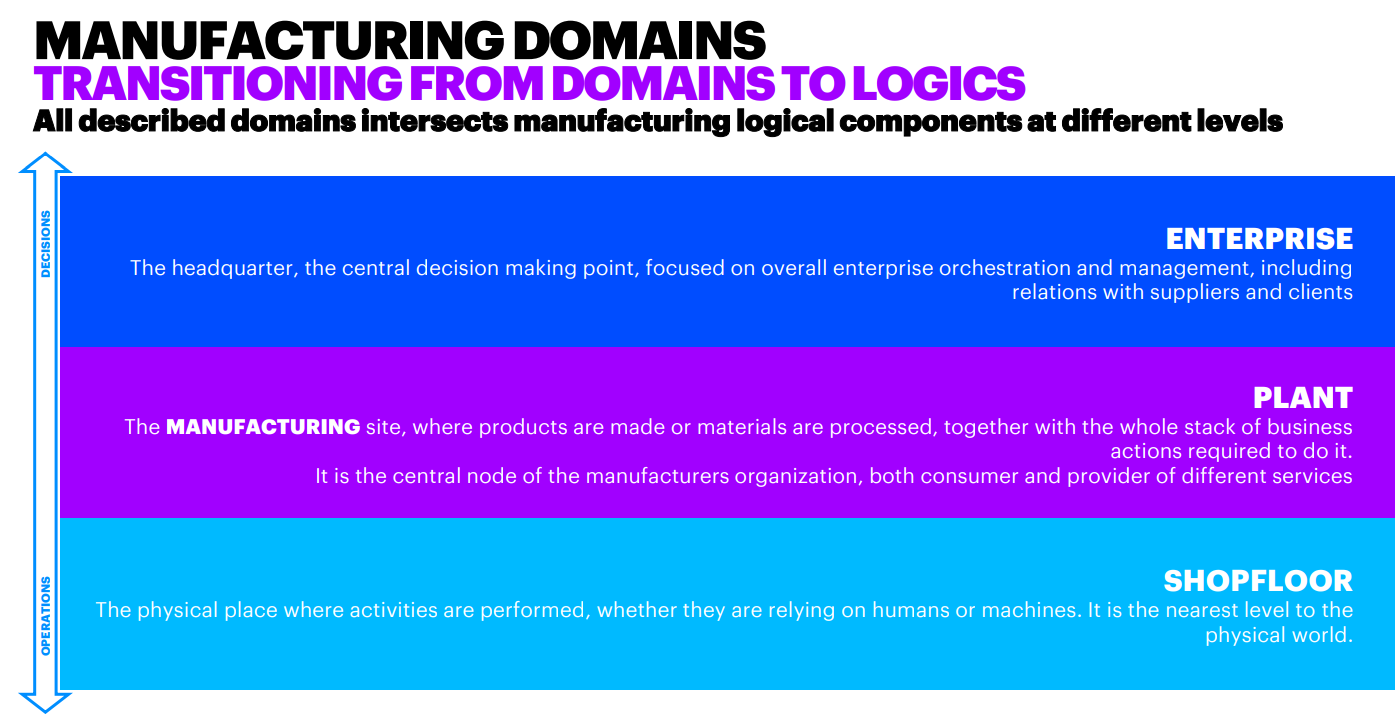 MANUFACTURING DOMAINS
TRANSITIONING FROM DOMAINS TO LOGICS
All described domains intersects manufacturing logical components at different levels
DECISIONS
ENTERPRISE
The headquarter, the central decision making point, focused on overall enterprise orchestration and management, including
relations with suppliers and clients
PLANT
The MANUFACTURING site, where products are made or materials are processed, together with the whole stack of business
actions required to do it.
It is the central node of the manufacturers organization, both consumer and provider of different services
OPERATIONS
SHOPFLOOR
The physical place where activities are performed, whether they are relying on humans or machines. It is the nearest level to the
physical world.